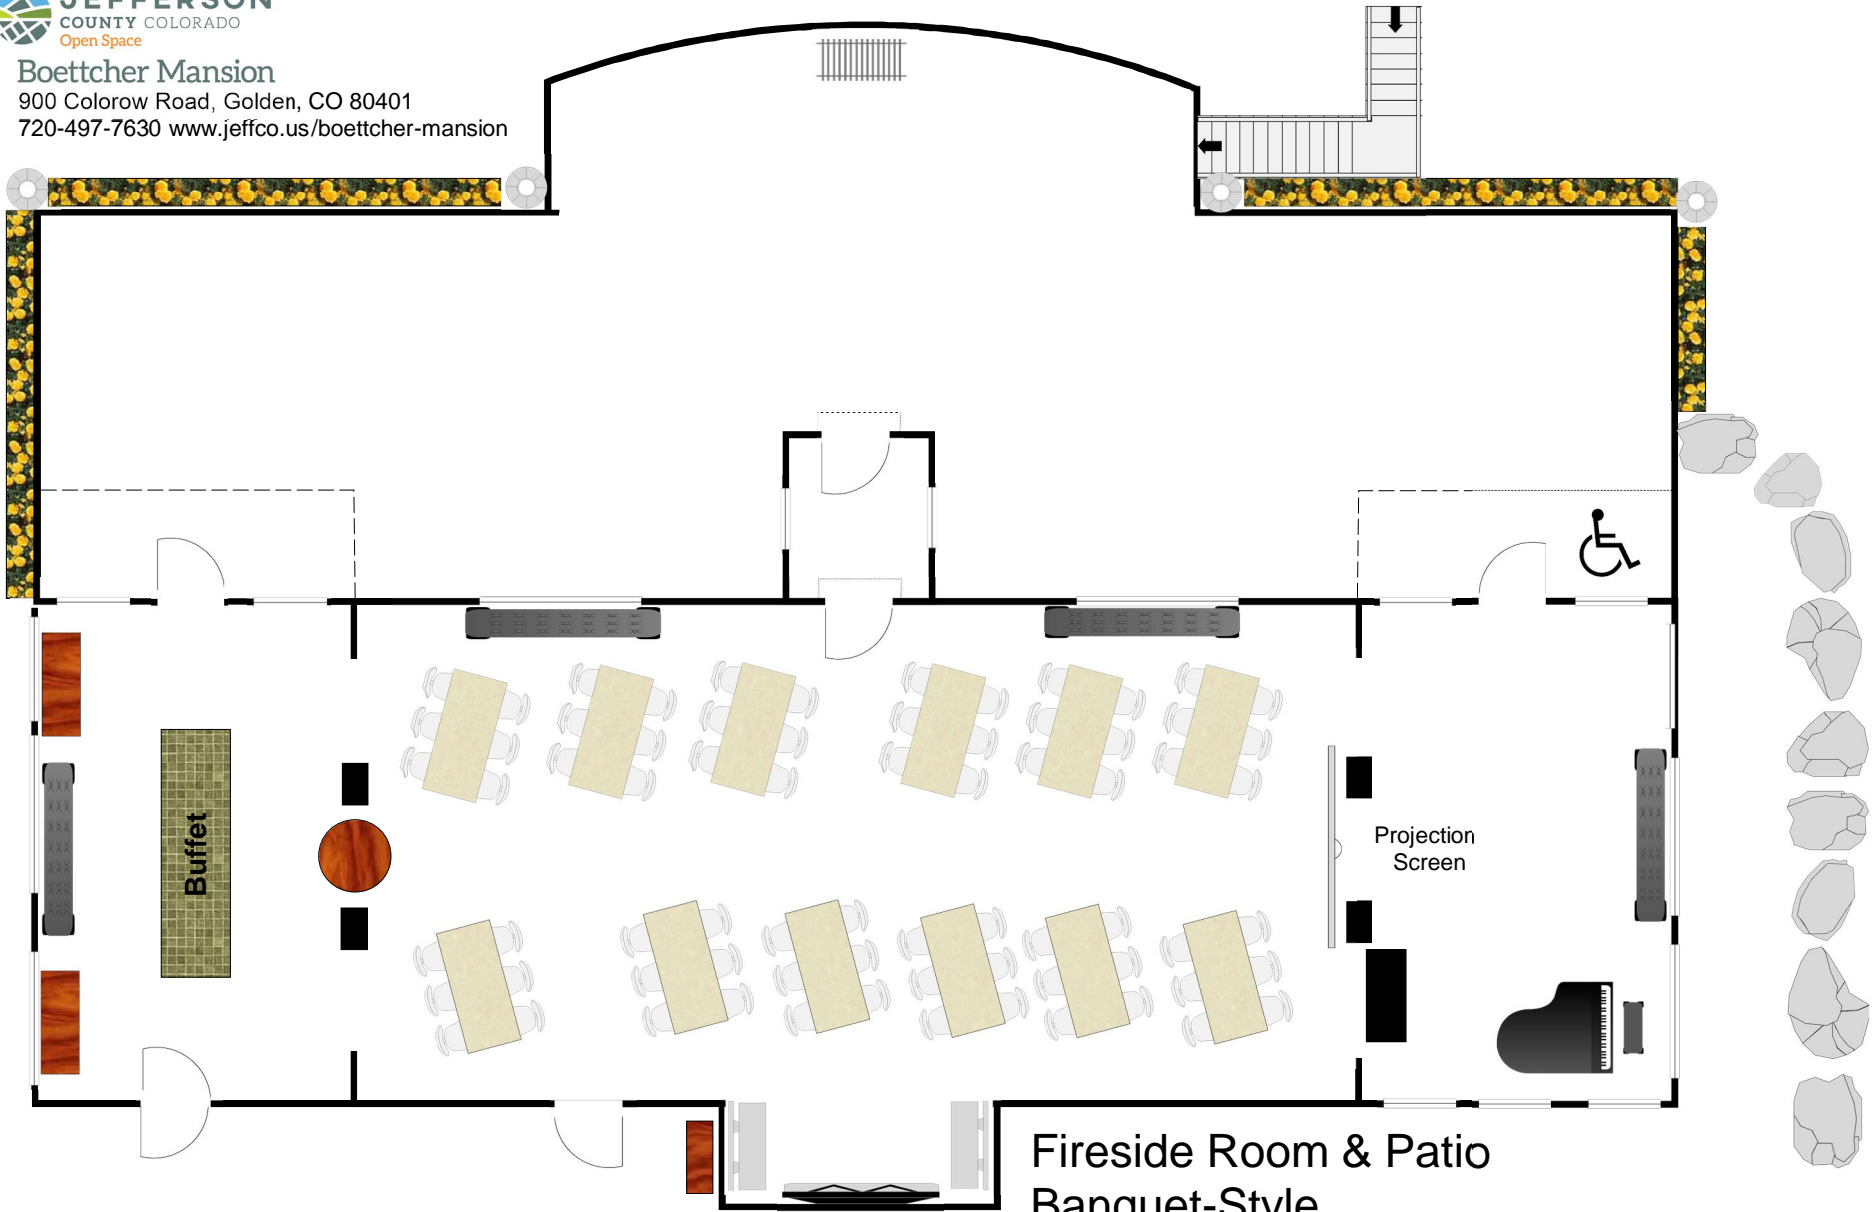 JEFFERSON
COUNTY COLORADO
Open Space
Boettcher Mansion
900 Colorow Road, Golden, CO 80401
720-497-7630 www.jeffco.us/boettcher-mansion
Buffet
Projection
Screen
Fireside Room & Patio
Banquet-Style